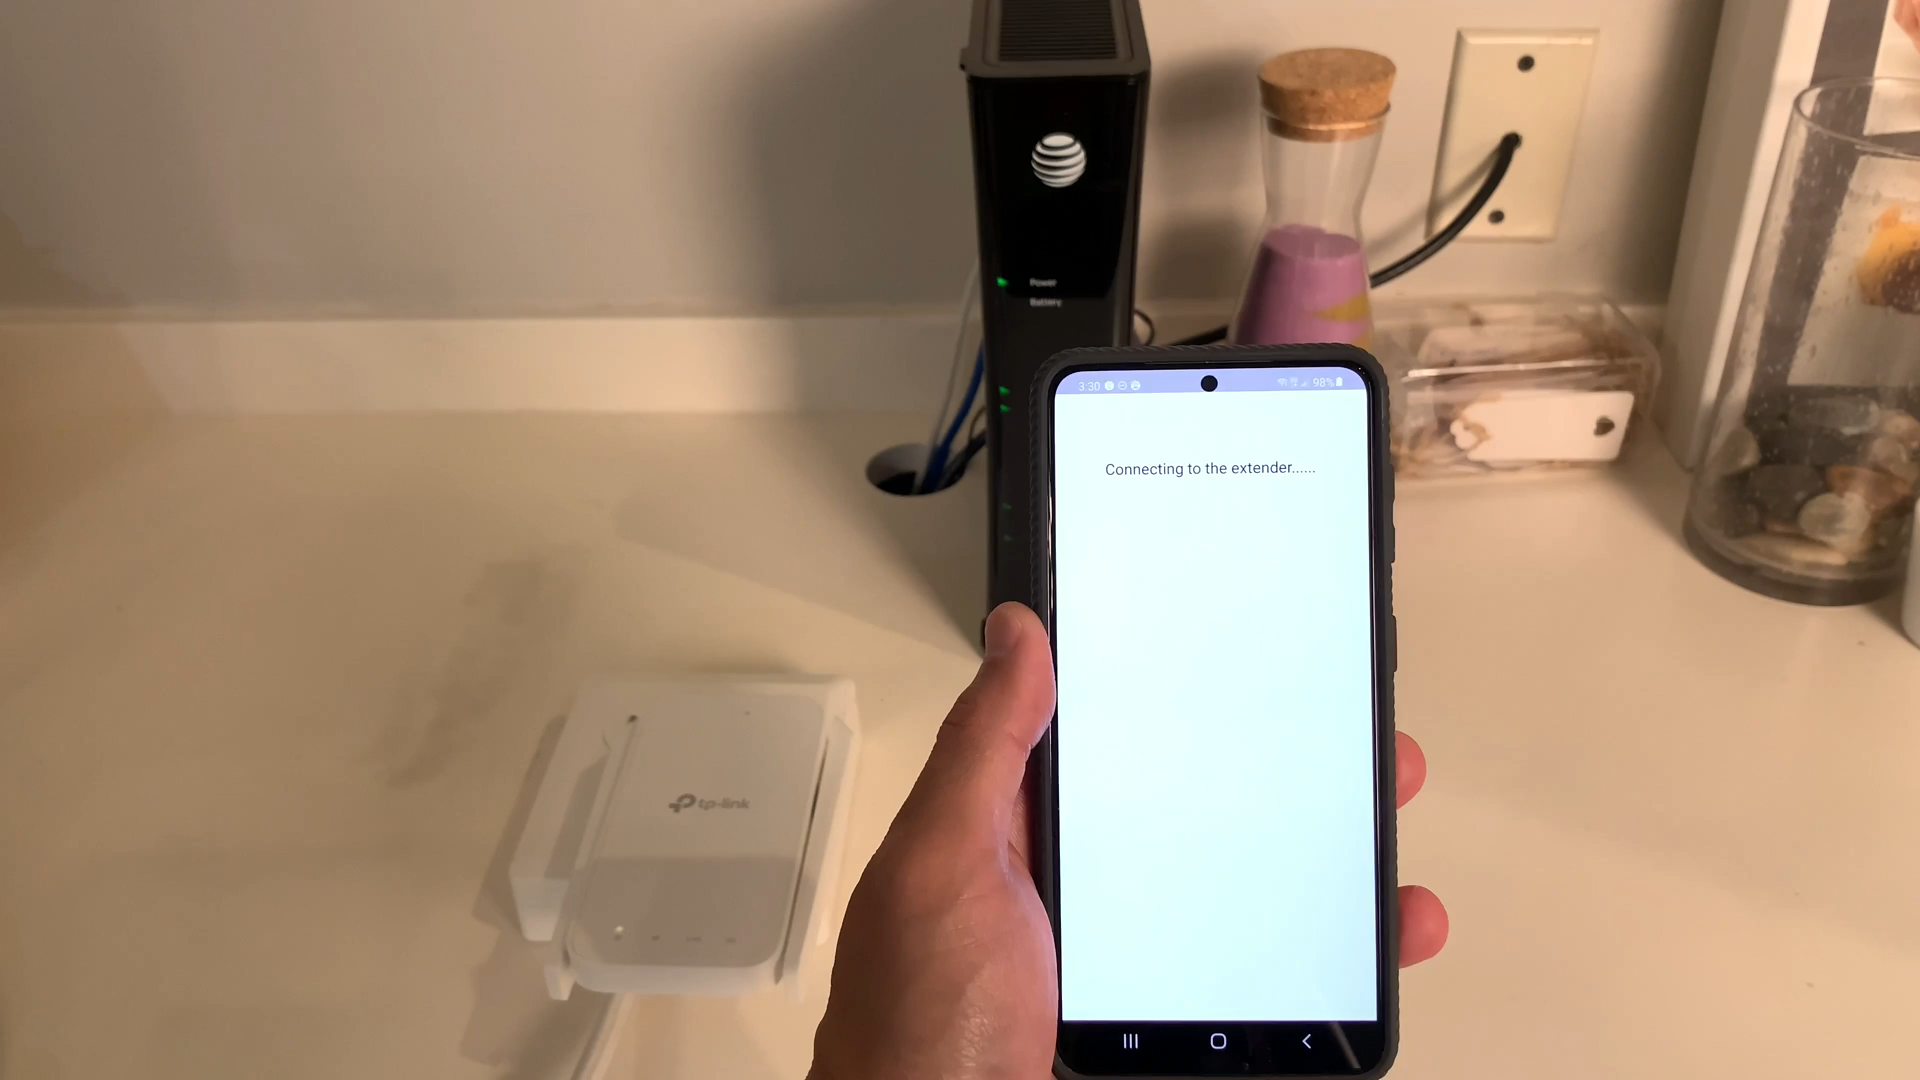 Power
Battery
3:30
98%
Connecting to the extender......
tp-link